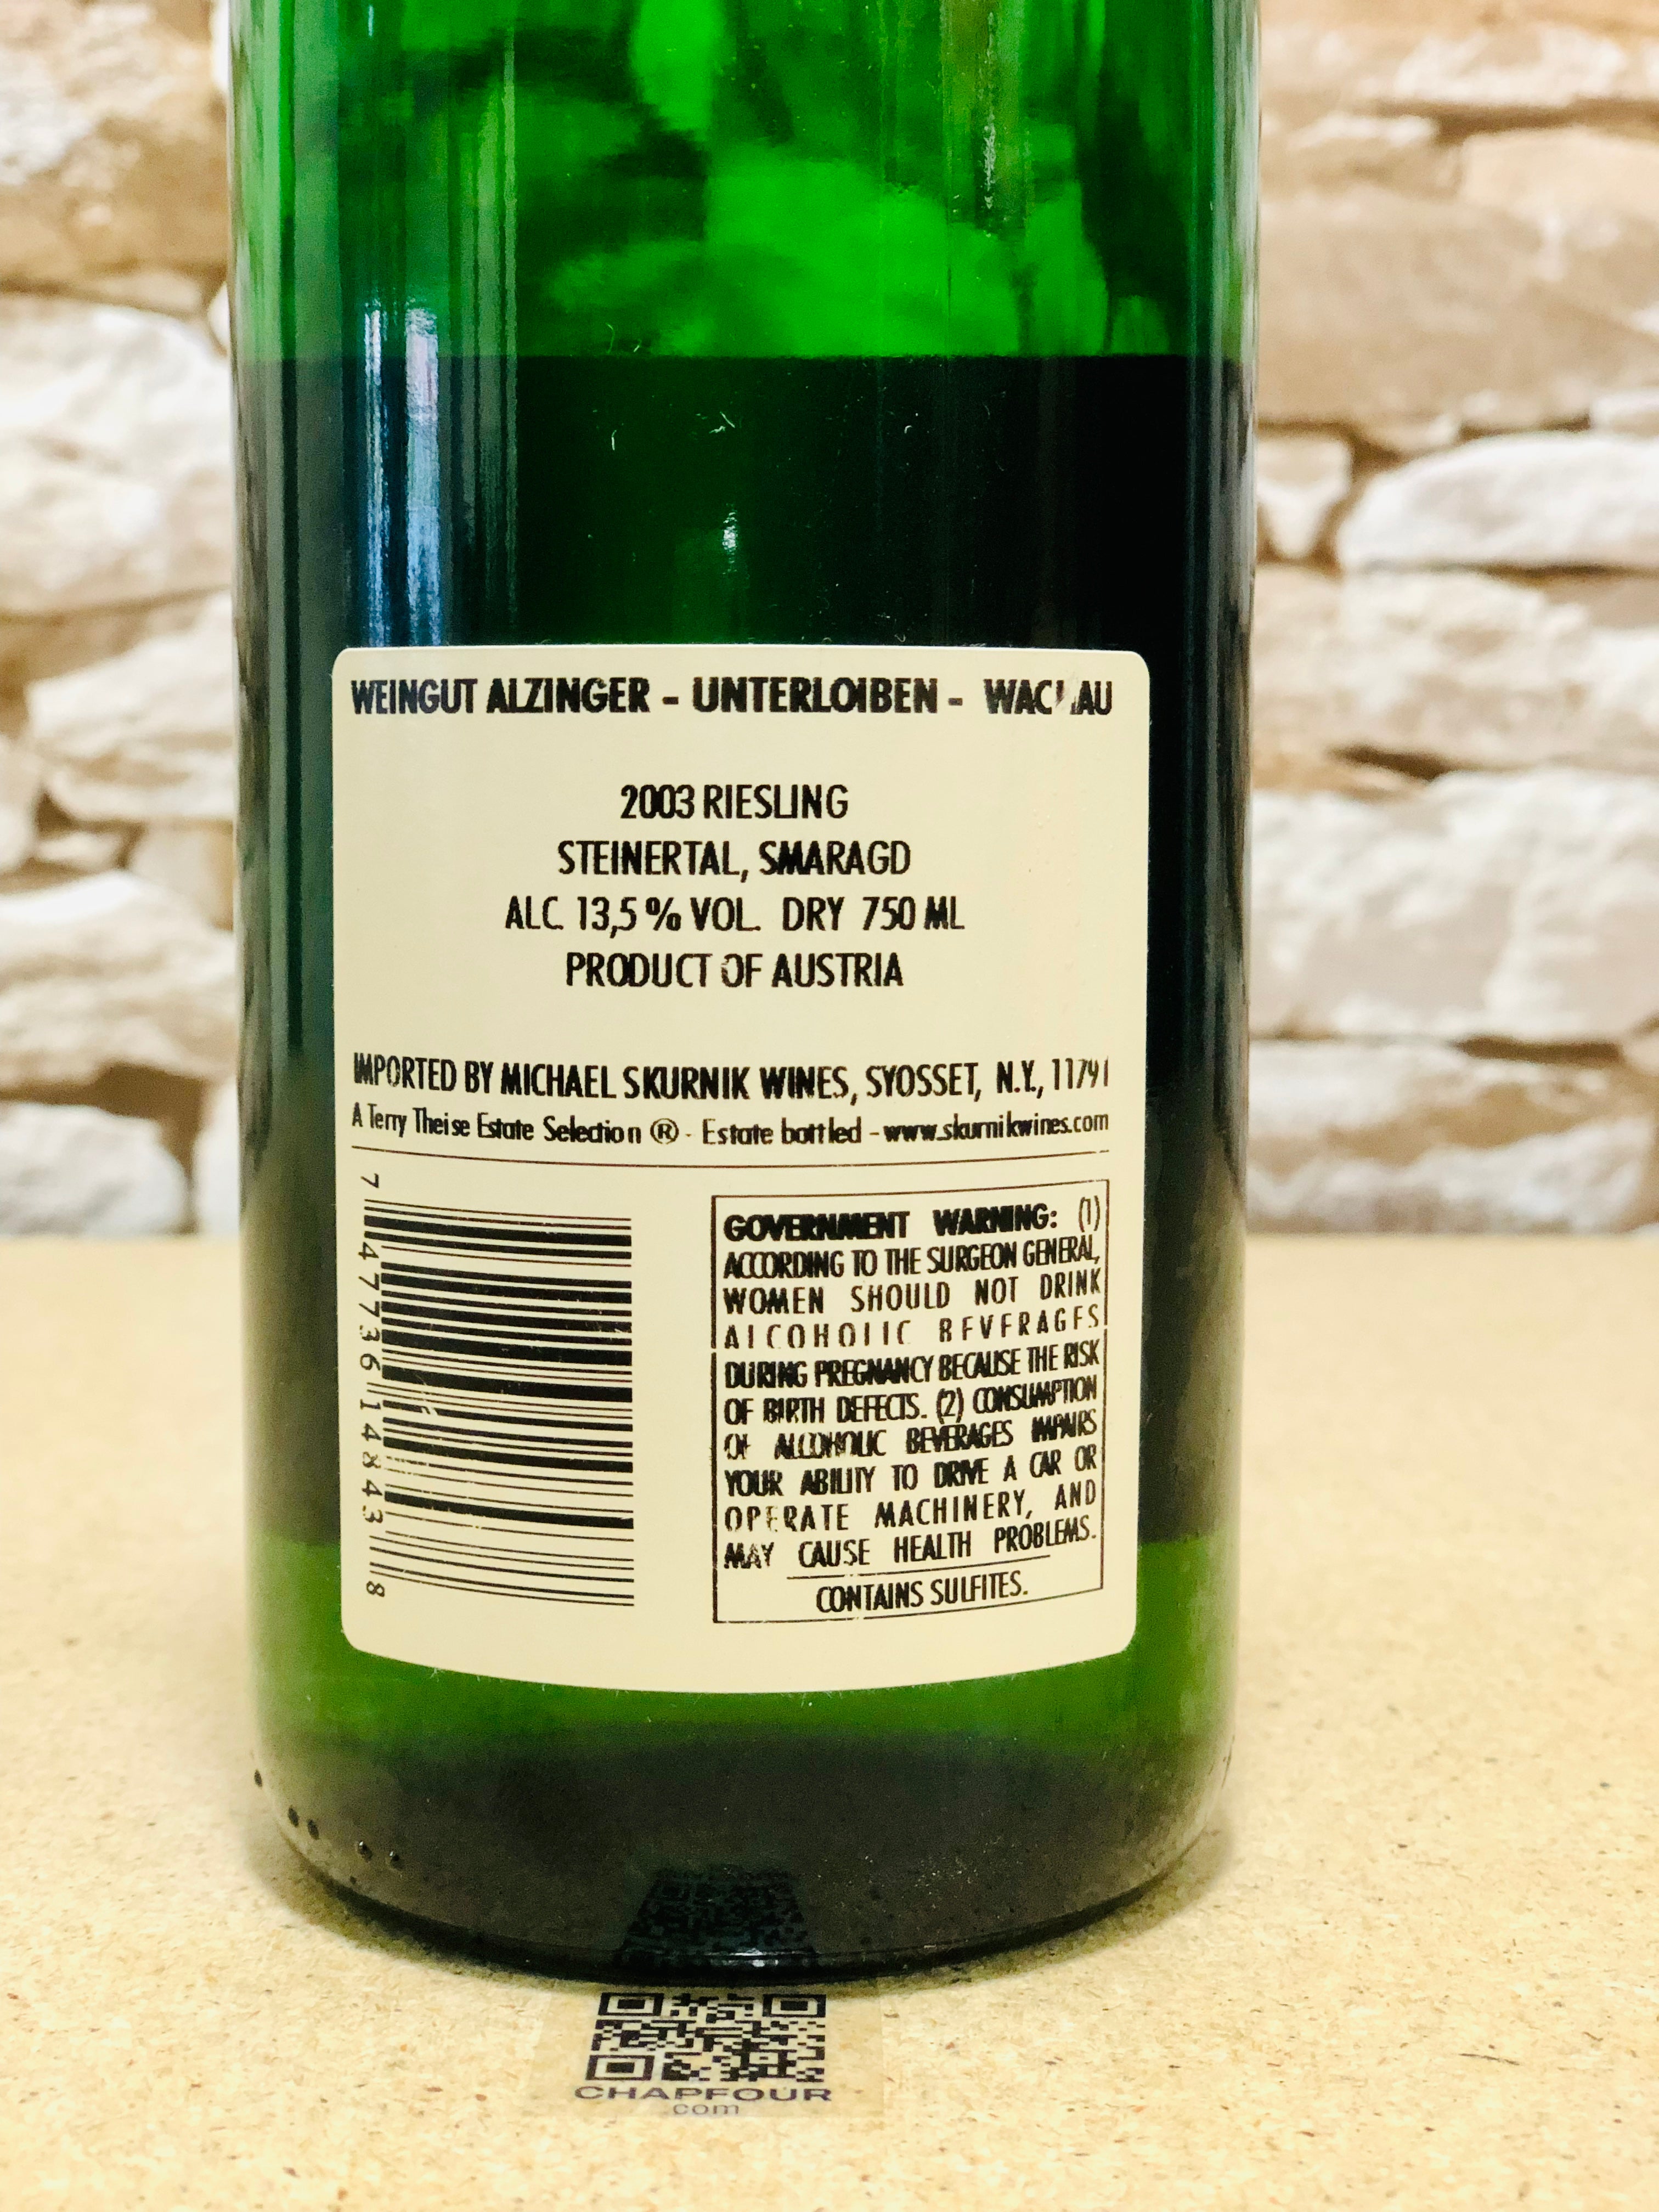 WEINGUT ALZINGER - UNTERLOIBEN - WACHAU
2003 RIESLING
STEINERTAL, SMARAGD
ALC. 13,5 % VOL. DRY 750 ML
PRODUCT OF AUSTRIA
IMPORTED BY MICHAEL SKURNIK WINES, SYOSSET, N.Y., 11791
A Terry Theise Estate Selection ® - Estate bottled - www.skurnikwines.com
7 47736 14843 8
GOVERNMENT WARNING: (1)
ACCORDING TO THE SURGEON GENERAL,
WOMEN SHOULD NOT DRINK
ALCOHOLIC BEVERAGES
DURING PREGNANCY BECAUSE THE RISK
OF BIRTH DEFECTS. (2) CONSUMPTION
OF ALCOHOLIC BEVERAGES IMPAIRS
YOUR ABILITY TO DRIVE A CAR OR
OPERATE MACHINERY, AND
MAY CAUSE HEALTH PROBLEMS.
CONTAINS SULFITES.
CHAPFOUR
com